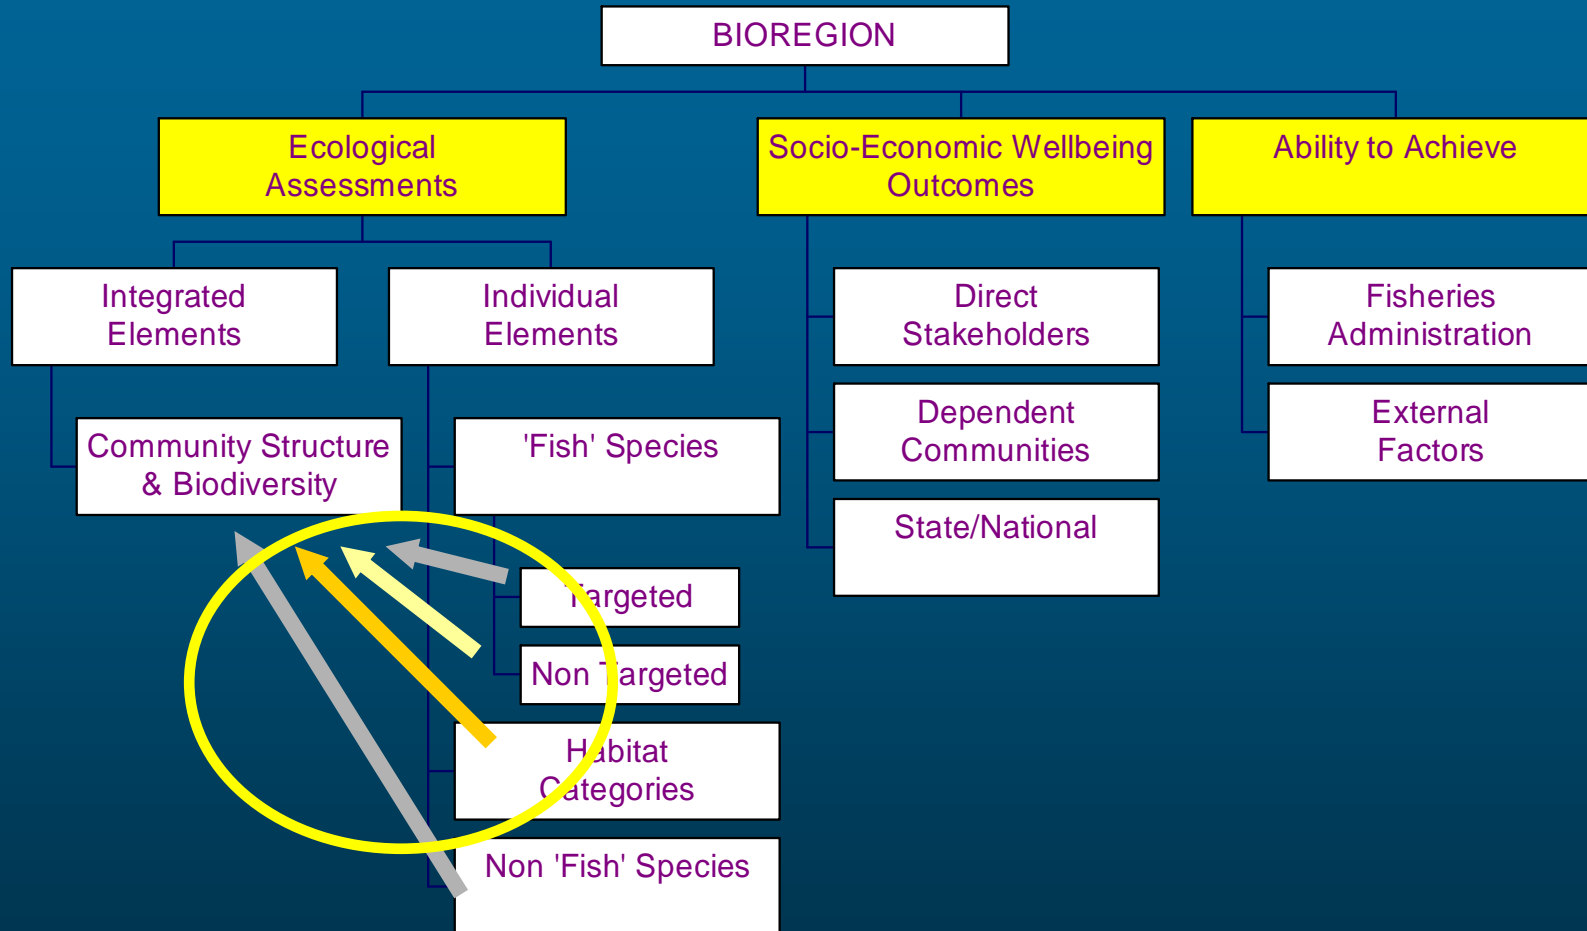 BIOREGION
Ecological
Assessments
Socio-Economic Wellbeing
Outcomes
Ability to Achieve
Integrated
Elements
Individual
Elements
Direct
Stakeholders
Fisheries
Administration
Community Structure
& Biodiversity
'Fish' Species
Dependent
Communities
External
Factors
State/National
Targeted
Non Targeted
Habitat
Categories
Non 'Fish' Species